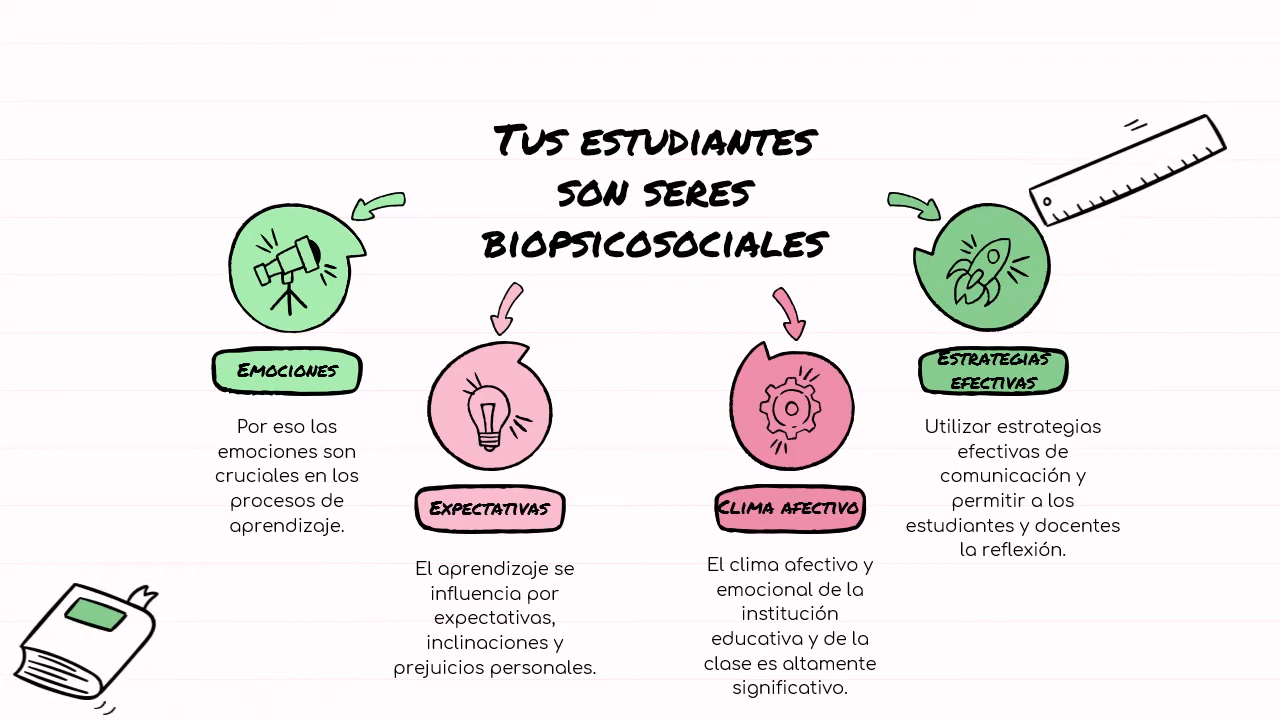 Tus estudiantes
son seres
biopsicosociales
Emociones
Por eso las
emociones son
cruciales en los
procesos de
aprendizaje.
Expectativas
El aprendizaje se
influencia por
expectativas,
inclinaciones y
prejuicios personales.
Clima afectivo
El clima afectivo y
emocional de la
institución
educativa y de la
clase es altamente
significativo.
Estrategias
efectivas
Utilizar estrategias
efectivas de
comunicación y
permitir a los
estudiantes y docentes
la reflexión.